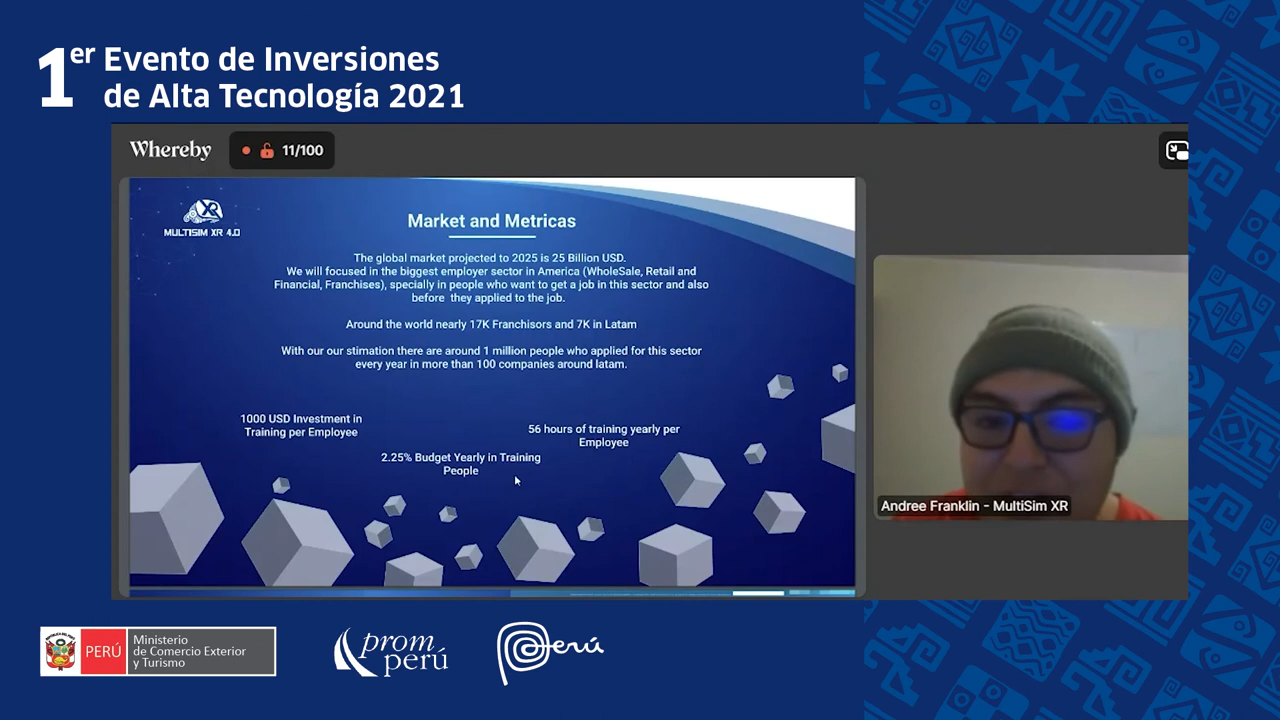 1er Evento de Inversiones
de Alta Tecnología 2021
Whereby
11/100
XR
MULTISIM XR 4.0
Market and Metricas
The global market projected to 2025 is 25 Billion USD.
We will focused in the biggest employer sector in America (WholeSale, Retail and
Financial, Franchises), specially in people who want to get a job in this sector and also
before they applied to the job.
Around the world nearly 17K Franchisors and 7K in Latam
With our our stimation there are around 1 million people who applied for this sector
every year in more than 100 companies around latam.
1000 USD Investment in
Training per Employee
56 hours of training yearly per
Employee
2.25% Budget Yearly in Training
People
Andree Franklin - MultiSim XR
PERÚ
Ministerio
de Comercio Exterior
y Turismo
prom
perú
Perú